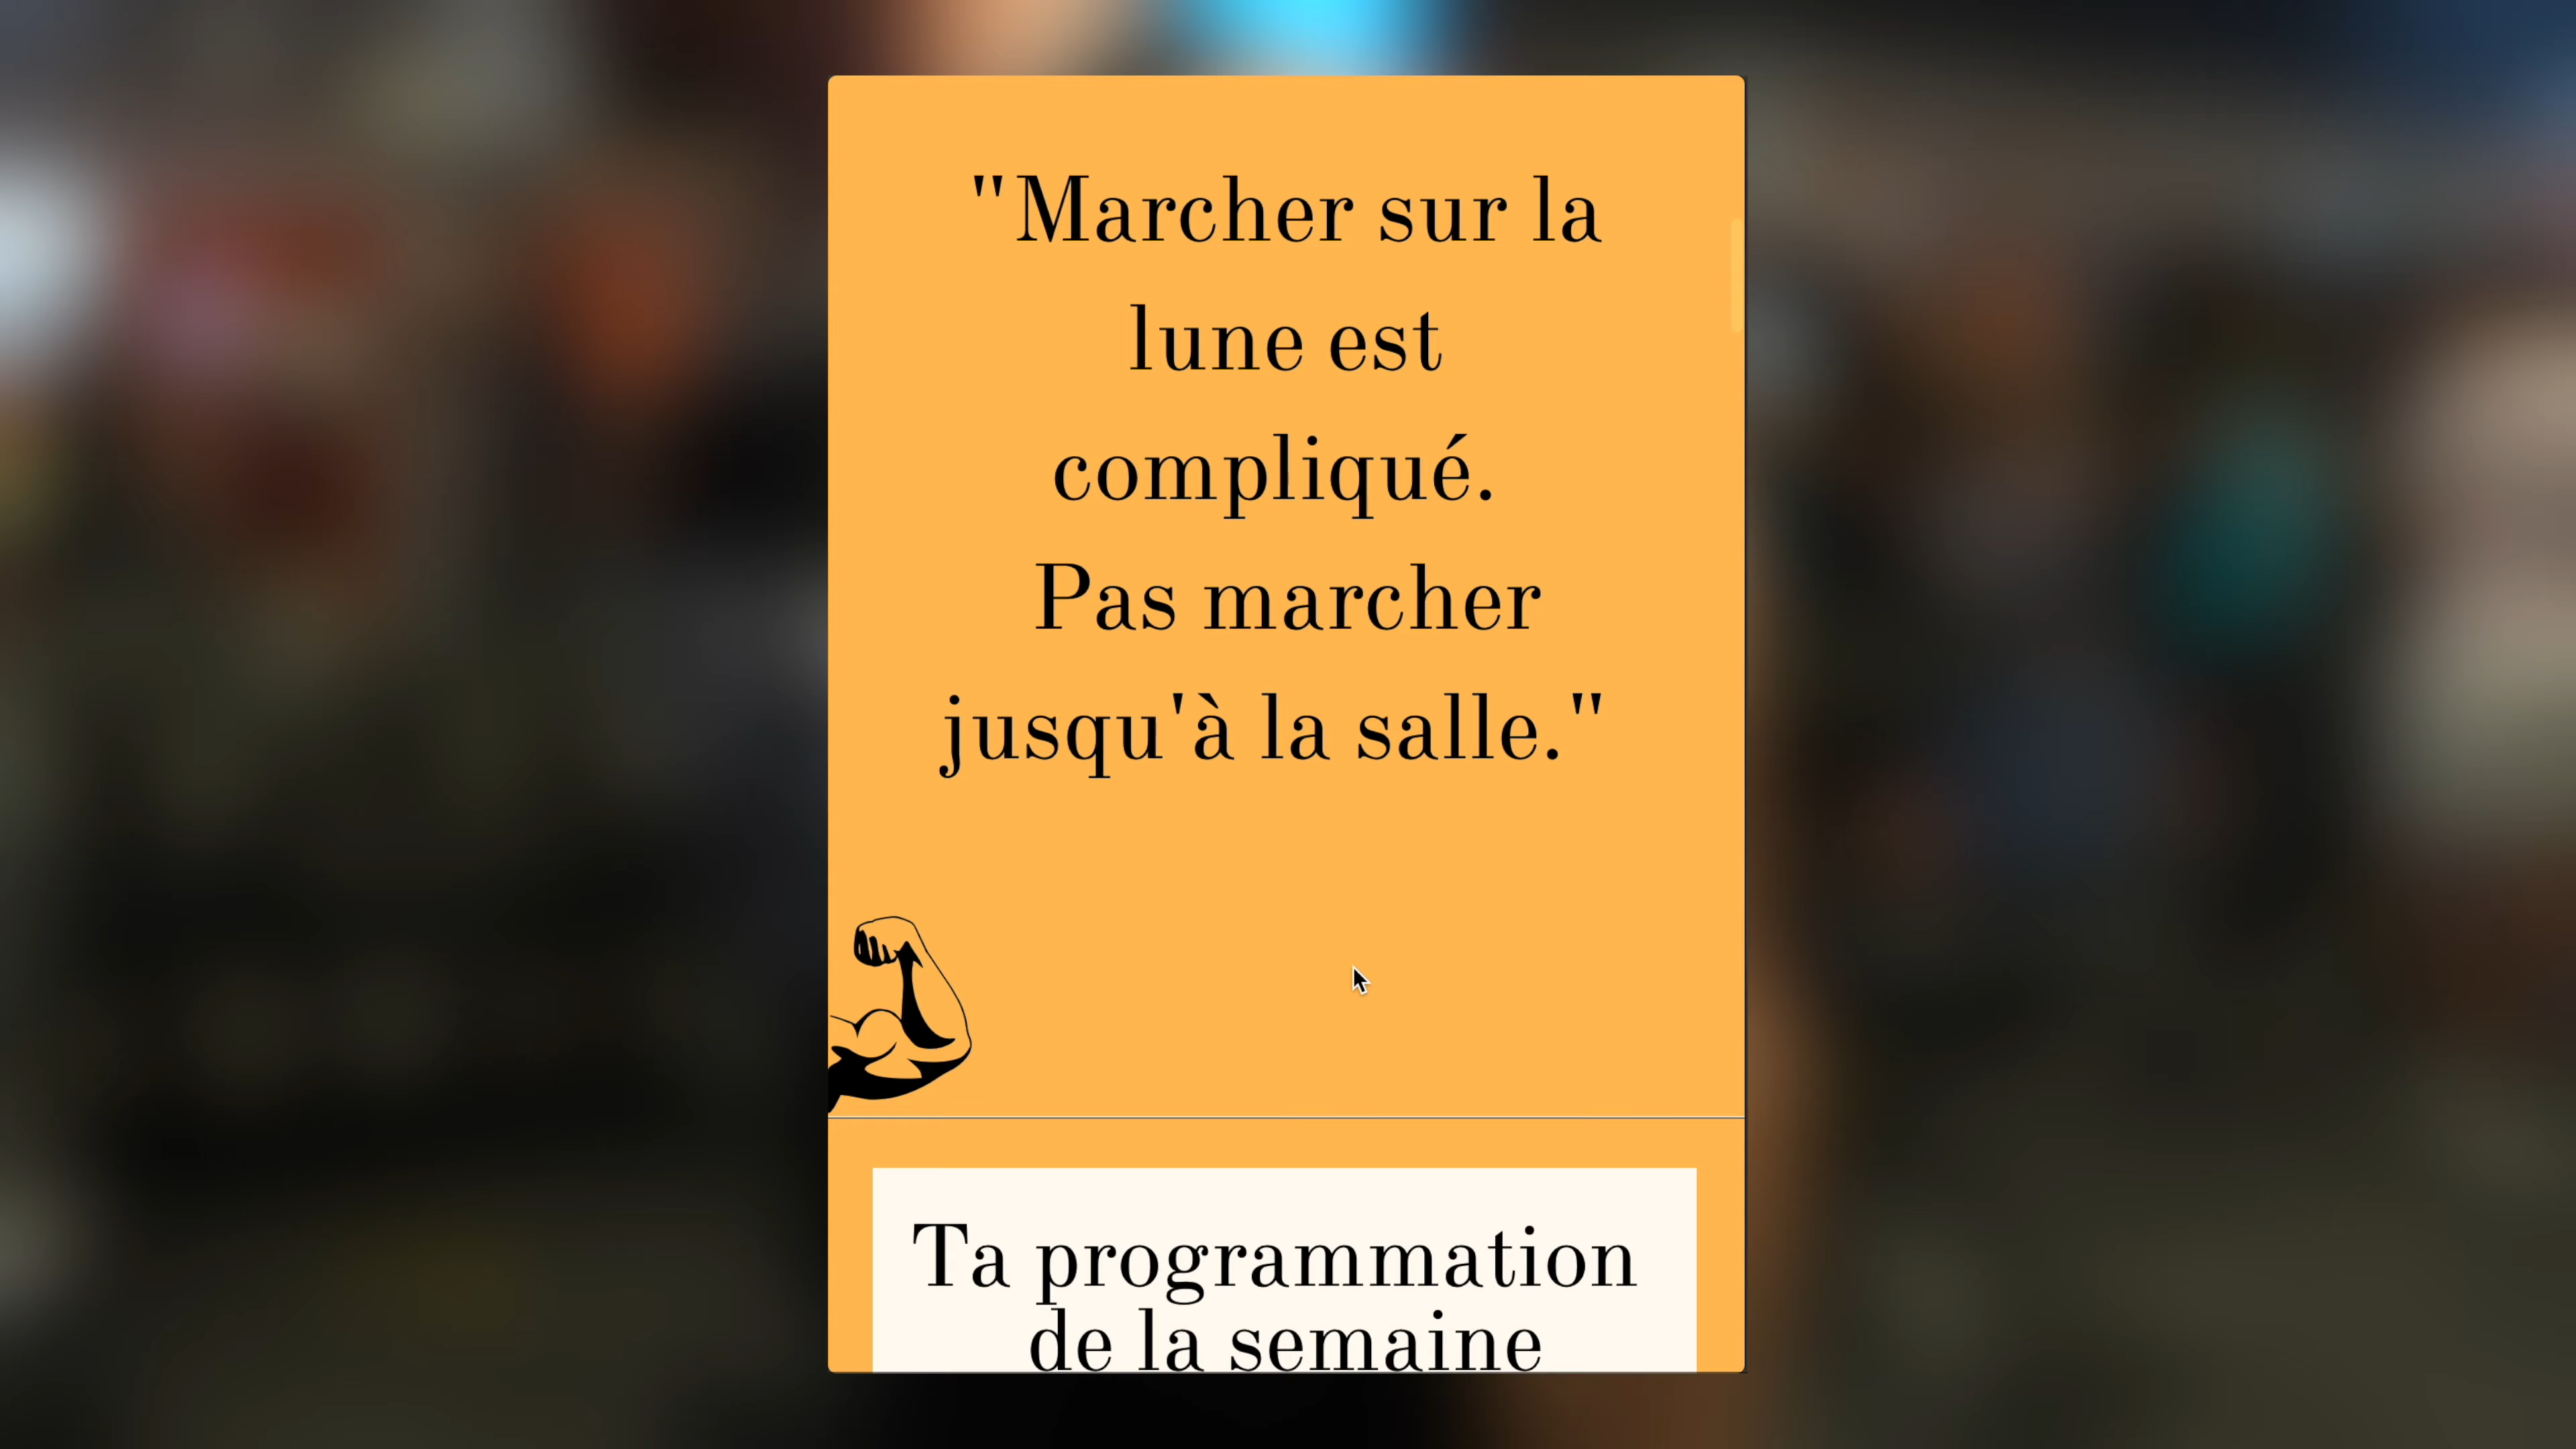 "Marcher sur la
lune est
compliqué.
Pas marcher
jusqu'à la salle."
Ta programmation
de la semaine